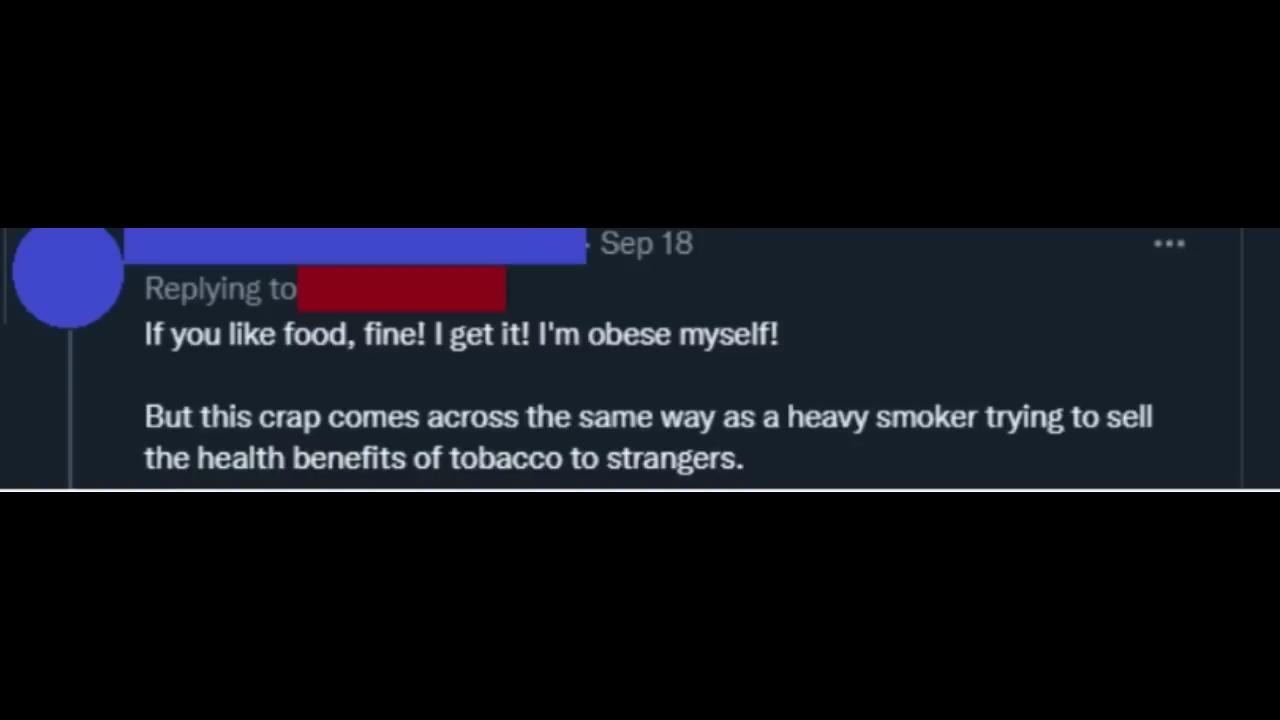 · Sep 18
Replying to
If you like food, fine! I get it! I'm obese myself!
But this crap comes across the same way as a heavy smoker trying to sell
the health benefits of tobacco to strangers.